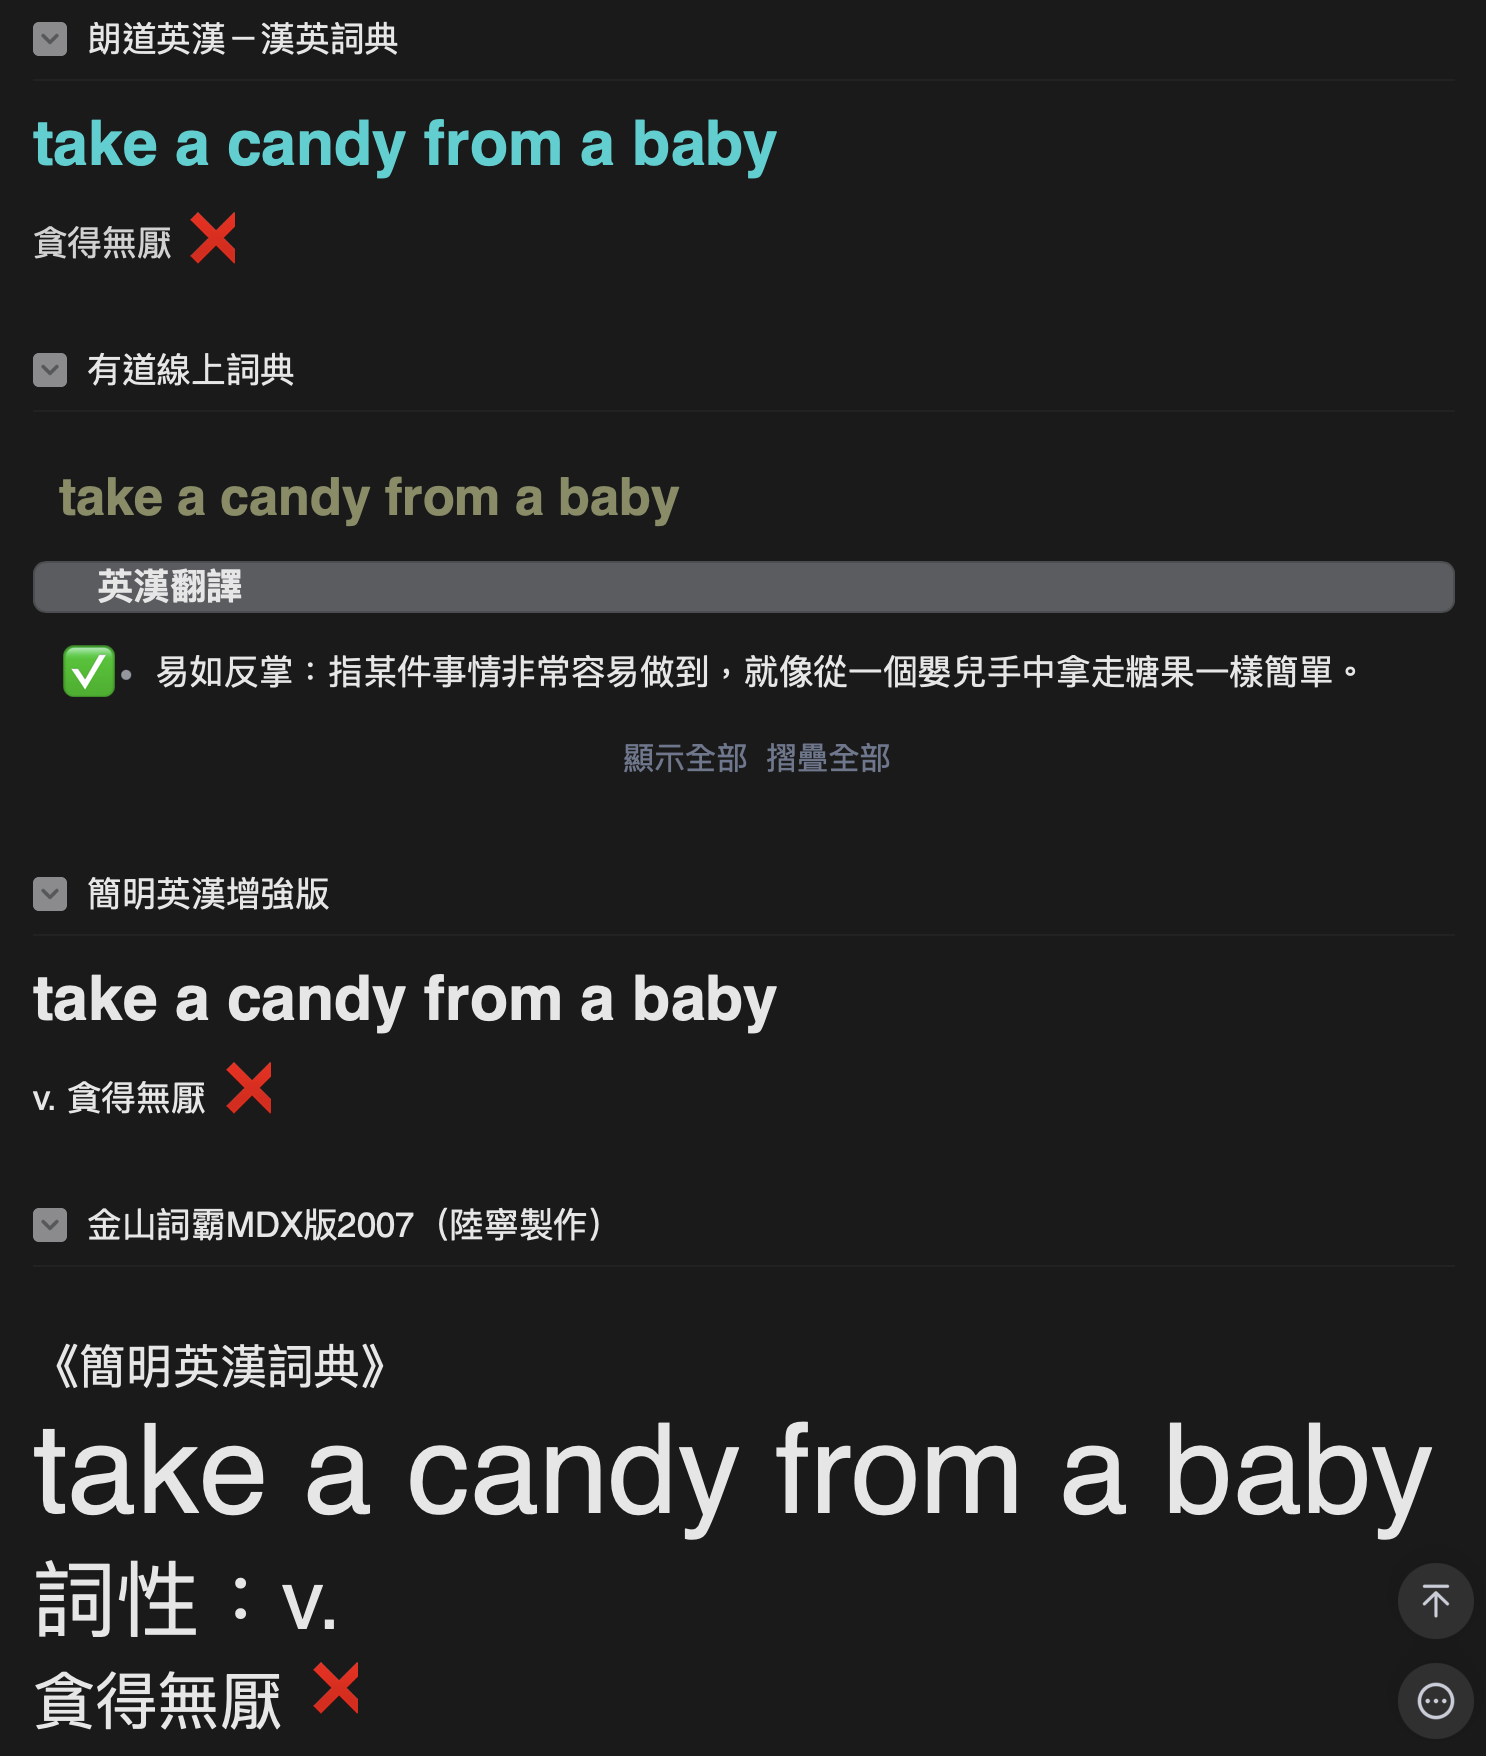 朗道英漢－漢英詞典
take a candy from a baby
貪得無厭 ❌
有道線上詞典
take a candy from a baby
英漢翻譯
✅• 易如反掌：指某件事情非常容易做到，就像從一個嬰兒手中拿走糖果一樣簡單。
顯示全部 摺疊全部
簡明英漢增強版
take a candy from a baby
v. 貪得無厭 ❌
金山詞霸MDX版2007（陸寧製作）
《簡明英漢詞典》
take a candy from a baby
詞性：v.
貪得無厭 ❌